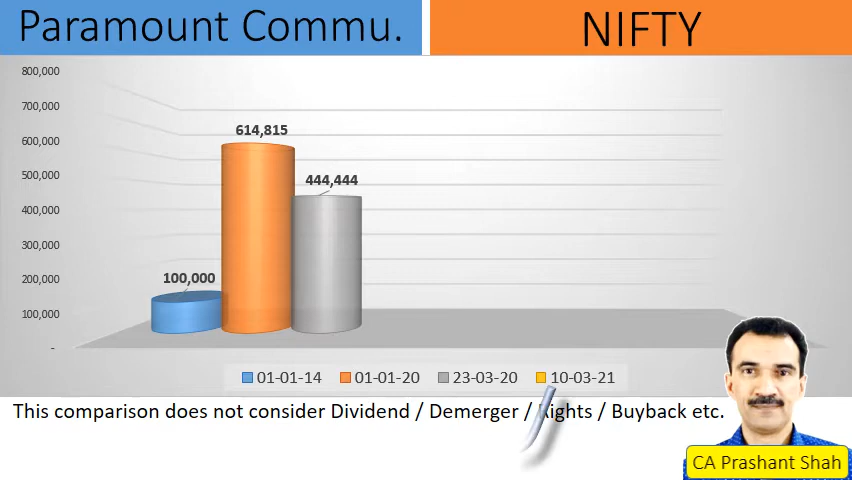 Paramount Commu.
NIFTY
800,000
700,000
600,000
500,000
400,000
300,000
200,000
100,000
-
614,815
444,444
100,000
01-01-14 01-01-20 23-03-20 10-03-21
This comparison does not consider Dividend / Demerger / Rights / Buyback etc.
CA Prashant Shah